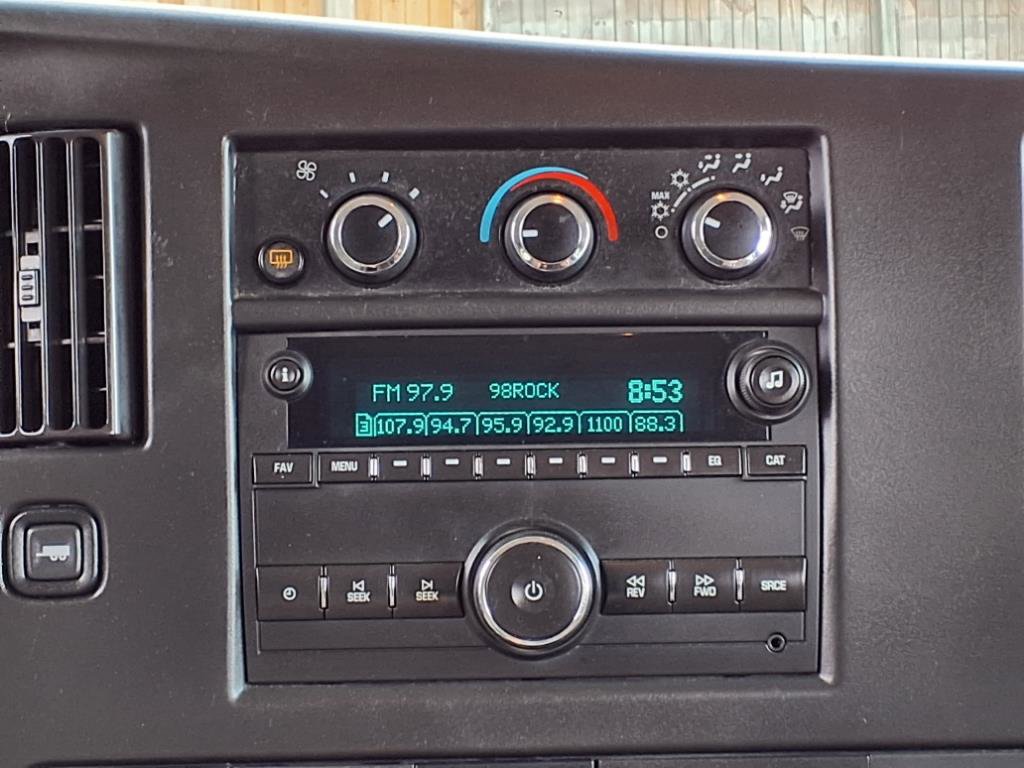 MAX
FM 97.9 98ROCK 8:53
3 107.9 94.7 95.9 92.9 1100 88.3
FAV MENU EQ CAT
SEEK SEEK REV FWD SRCE